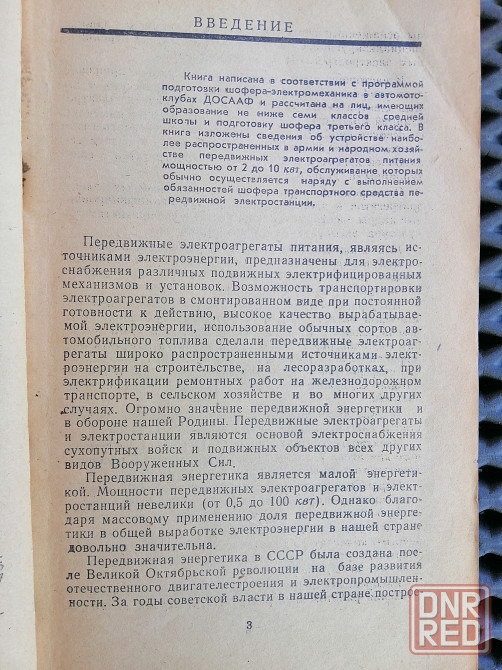 ВВЕДЕНИЕ
Книга написана в соответствии с программой
подготовки шофера-электромеханика в автомото-
клубах ДОСААФ и рассчитана на лиц, имеющих
образование не ниже семи классов средней
школы и подготовку шофера третьего класса. В
книге изложены сведения об устройстве наибо-
лее распространенных в армии и народном хозяй-
стве передвижных электроагрегатов питания
мощностью от 2 до 10 квт, обслуживание которых
обычно осуществляется наряду с выполнением
обязанностей шофера транспортного средства пе-
редвижной электростанции.
Передвижные электроагрегаты питания, являясь ис-
точниками электроэнергии, предназначены для электро-
снабжения различных подвижных электрифицированных
механизмов и установок. Возможность транспортировки
электроагрегатов в смонтированном виде при постоянной
готовности к действию, высокое качество вырабатывае-
мой электроэнергии, использование обычных сортов ав-
томобильного топлива сделали передвижные электроаг-
регаты широко распространенными источниками элект-
роэнергии на строительстве, на лесоразработках, при
электрификации ремонтных работ на железнодорожном
транспорте, в сельском хозяйстве и во многих других
случаях. Огромно значение передвижной энергетики и
в обороне нашей Родины. Передвижные электроагрегаты
и электростанции являются основой электроснабжения
сухопутных войск и подвижных объектов всех других
видов Вооруженных Сил.
Передвижная энергетика является малой энергети-
кой. Мощности передвижных электроагрегатов и элект-
ростанций невелики (от 0,5 до 100 квт). Однако благо-
даря массовому применению доля передвижной энерге-
тики в общей выработке электроэнергии в нашей стране
довольно значительна.
Передвижная энергетика в СССР была создана пос-
ле Великой Октябрьской революции на базе развития
отечественного двигателестроения и электропромышлен-
ности. За годы советской власти в нашей стране построе-
3
DNR
RED